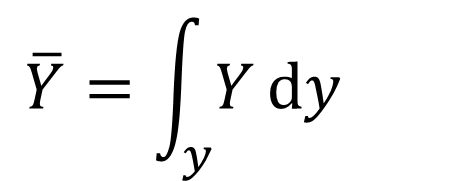 Ȳ = ∫_y Y dy